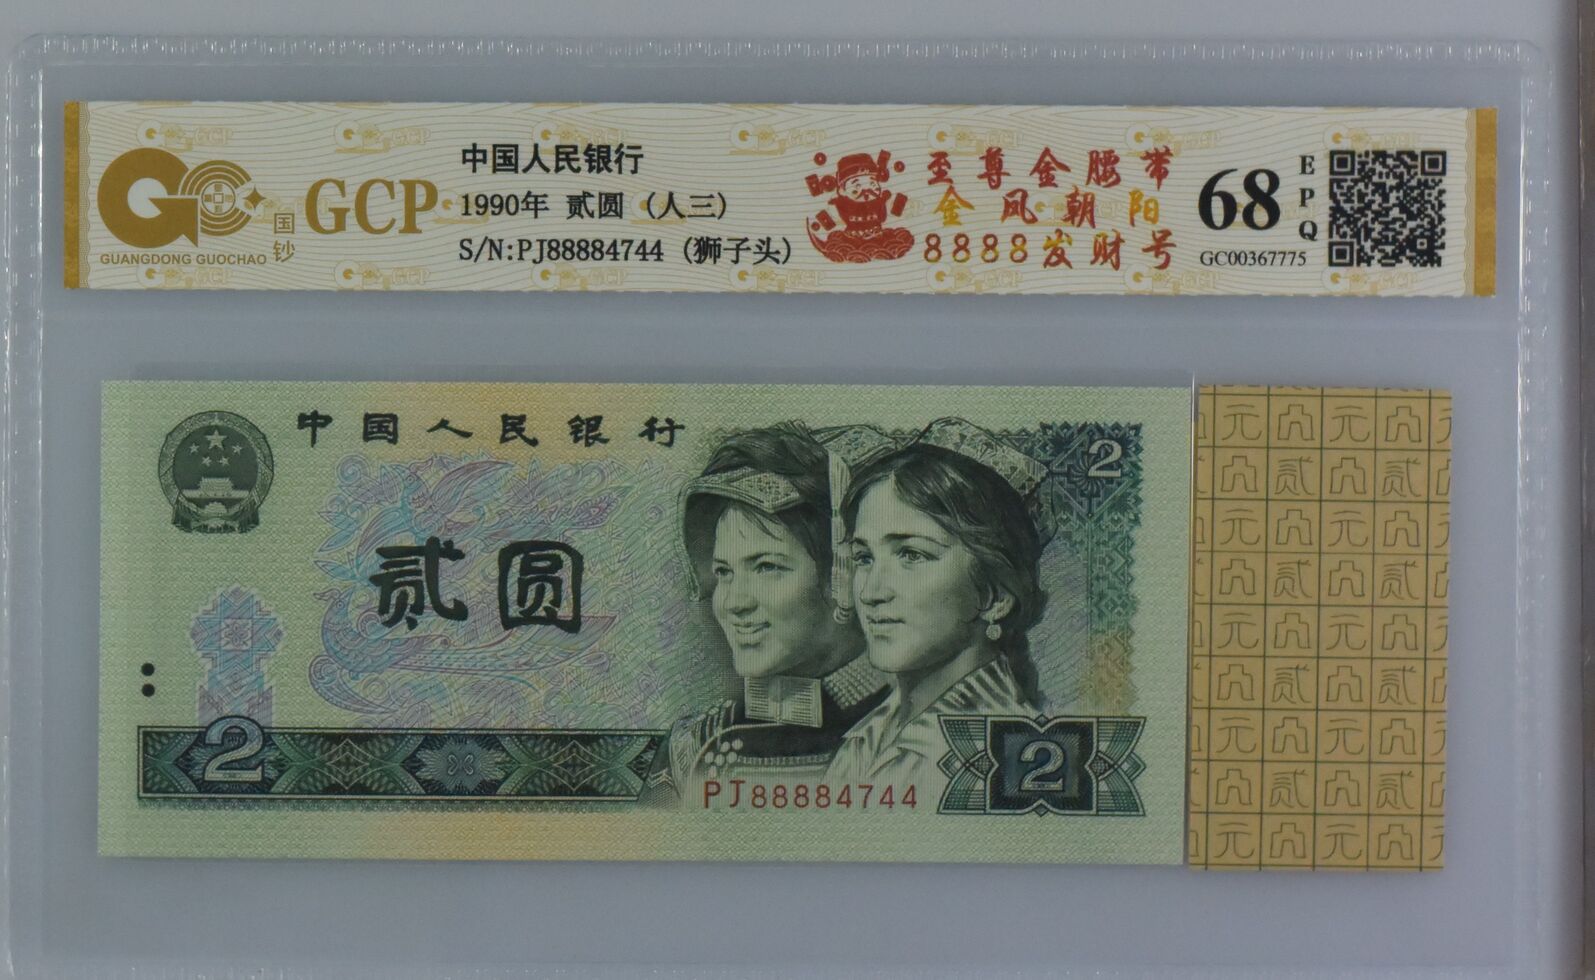 GCP
GUANGDONG GUOCHAO
国钞
中国人民银行
1990年 贰圆 (人三)
S/N:PJ88884744 (狮子头)
至尊金腰带
金凤朝阳
8888发财号
68
EPQ
GC00367775
中国人民银行
2
贰圆
2
PJ88884744
2